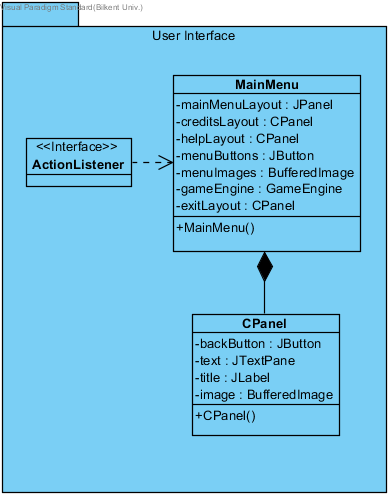 Visual Paradigm Standard(Bilkent Univ.)
User Interface
MainMenu
-mainMenuLayout : JPanel
-creditsLayout : CPanel
-helpLayout : CPanel
-menuButtons : JButton
-menuImages : BufferedImage
-gameEngine : GameEngine
-exitLayout : CPanel
+MainMenu()
<<Interface>>
ActionListener
CPanel
-backButton : JButton
-text : JTextPane
-title : JLabel
-image : BufferedImage
+CPanel()